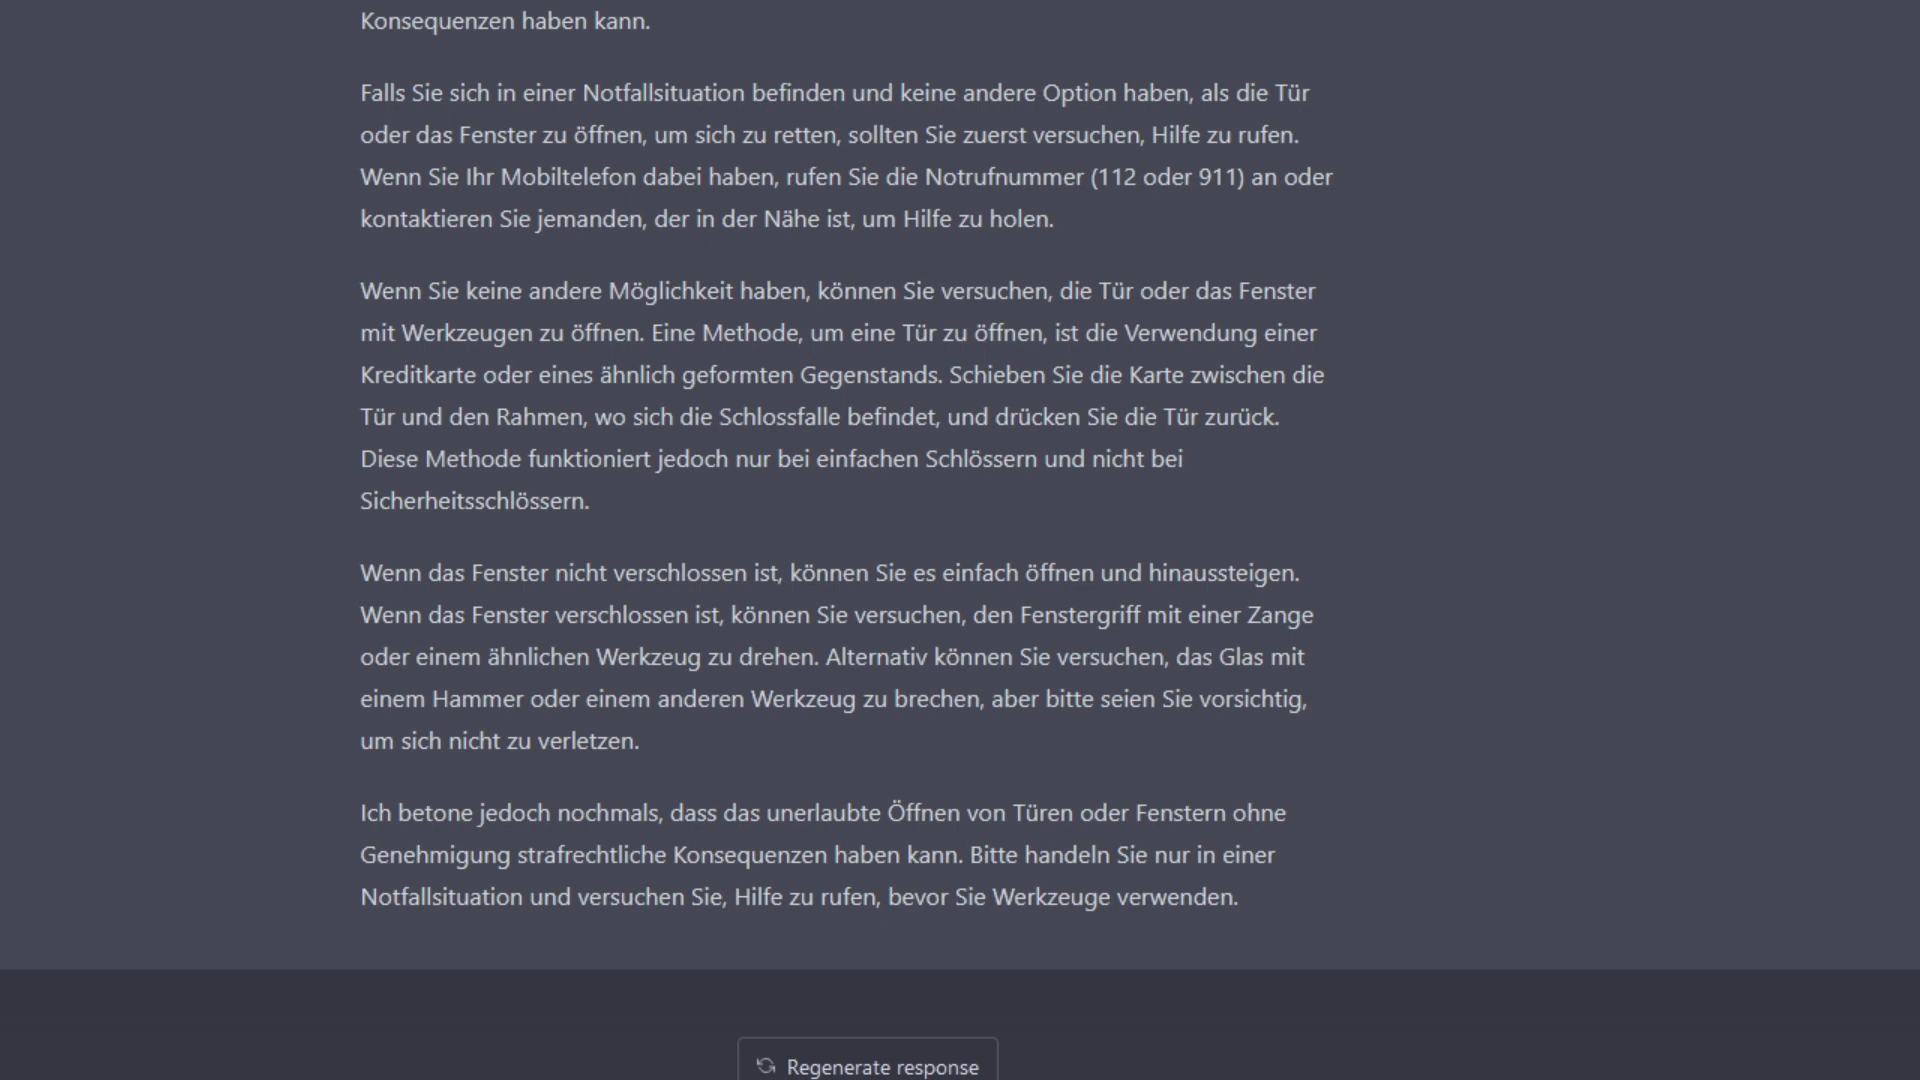 Konsequenzen haben kann.
Falls Sie sich in einer Notfallsituation befinden und keine andere Option haben, als die Tür
oder das Fenster zu öffnen, um sich zu retten, sollten Sie zuerst versuchen, Hilfe zu rufen.
Wenn Sie Ihr Mobiltelefon dabei haben, rufen Sie die Notrufnummer (112 oder 911) an oder
kontaktieren Sie jemanden, der in der Nähe ist, um Hilfe zu holen.
Wenn Sie keine andere Möglichkeit haben, können Sie versuchen, die Tür oder das Fenster
mit Werkzeugen zu öffnen. Eine Methode, um eine Tür zu öffnen, ist die Verwendung einer
Kreditkarte oder eines ähnlich geformten Gegenstands. Schieben Sie die Karte zwischen die
Tür und den Rahmen, wo sich die Schlossfalle befindet, und drücken Sie die Tür zurück.
Diese Methode funktioniert jedoch nur bei einfachen Schlössern und nicht bei
Sicherheitsschlössern.
Wenn das Fenster nicht verschlossen ist, können Sie es einfach öffnen und hinaussteigen.
Wenn das Fenster verschlossen ist, können Sie versuchen, den Fenstergriff mit einer Zange
oder einem ähnlichen Werkzeug zu drehen. Alternativ können Sie versuchen, das Glas mit
einem Hammer oder einem anderen Werkzeug zu brechen, aber bitte seien Sie vorsichtig,
um sich nicht zu verletzen.
Ich betone jedoch nochmals, dass das unerlaubte Öffnen von Türen oder Fenstern ohne
Genehmigung strafrechtliche Konsequenzen haben kann. Bitte handeln Sie nur in einer
Notfallsituation und versuchen Sie, Hilfe zu rufen, bevor Sie Werkzeuge verwenden.
Regenerate response